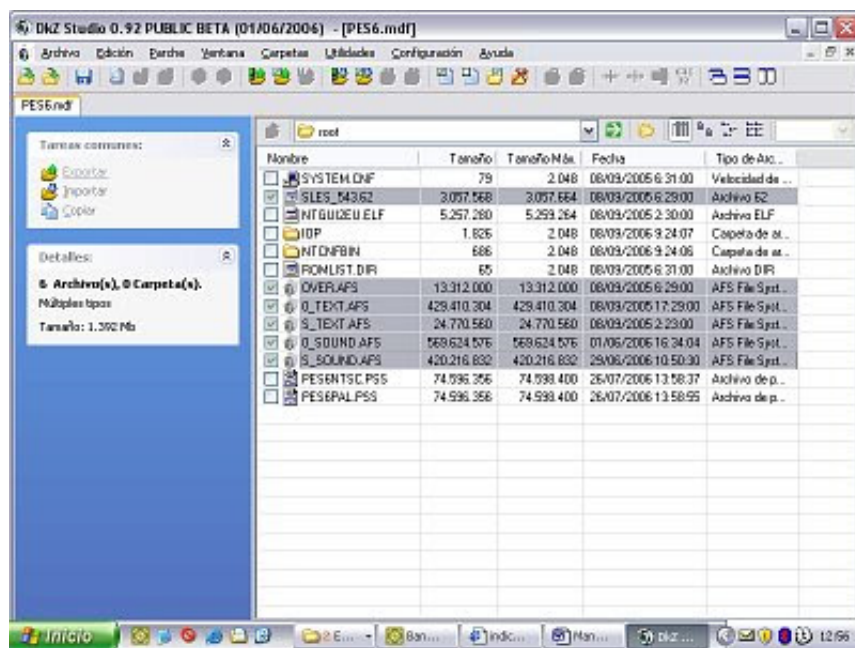 DkZ Studio 0.92 PUBLIC BETA (01/06/2006) - [PES6.mdf]
Archivo Edición Parche Ventana Carpetas Utilidades Configuración Ayuda
PES6.mdf
Tareas comunes:
Exportar
Importar
Copiar
Detalles:
6 Archivo(s), 0 Carpeta(s).
Múltiples tipos
Tamaño: 1.392 Mb
root
Nombre Tamaño Tamaño Máx. Fecha Tipo de Arc...
SYSTEM.CNF 79 2.048 08/09/2005 6:31:00 Velocidad de ...
SLES_543.62 3.057.568 3.057.664 08/09/2005 6:29:00 Archivo 62
NTGUI2EU.ELF 5.257.280 5.259.264 08/09/2005 2:30:00 Archivo ELF
IOP 1.826 2.048 08/09/2005 9:24:07 Carpeta de ar...
NTCNFBIN 686 2.048 08/09/2005 9:24:06 Carpeta de ar...
ROMLIST.DIR 65 2.048 08/09/2005 6:31:00 Archivo DIR
OVER.AFS 13.312.000 13.312.000 08/09/2005 6:29:00 AFS File Syst...
0_TEXT.AFS 429.410.304 429.410.304 08/09/2005 17:29:00 AFS File Syst...
S_TEXT.AFS 24.770.560 24.770.560 08/09/2005 2:23:00 AFS File Syst...
0_SOUND.AFS 569.624.576 569.624.576 01/06/2006 16:34:04 AFS File Syst...
S_SOUND.AFS 420.216.832 420.216.832 29/06/2006 10:50:30 AFS File Syst...
PES6NTSC.PSS 74.596.356 74.598.400 26/07/2006 13:58:37 Archivo de p...
PES6PAL.PSS 74.596.356 74.598.400 26/07/2006 13:58:55 Archivo de p...
Inicio 2 E... Ban... indic... Man... DkZ ... 12:56